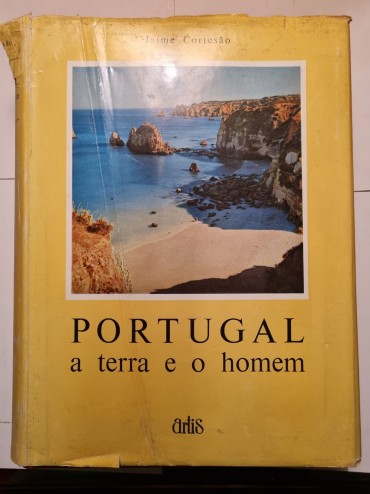 Jaime Cortesão
PORTUGAL
a terra e o homem
artis